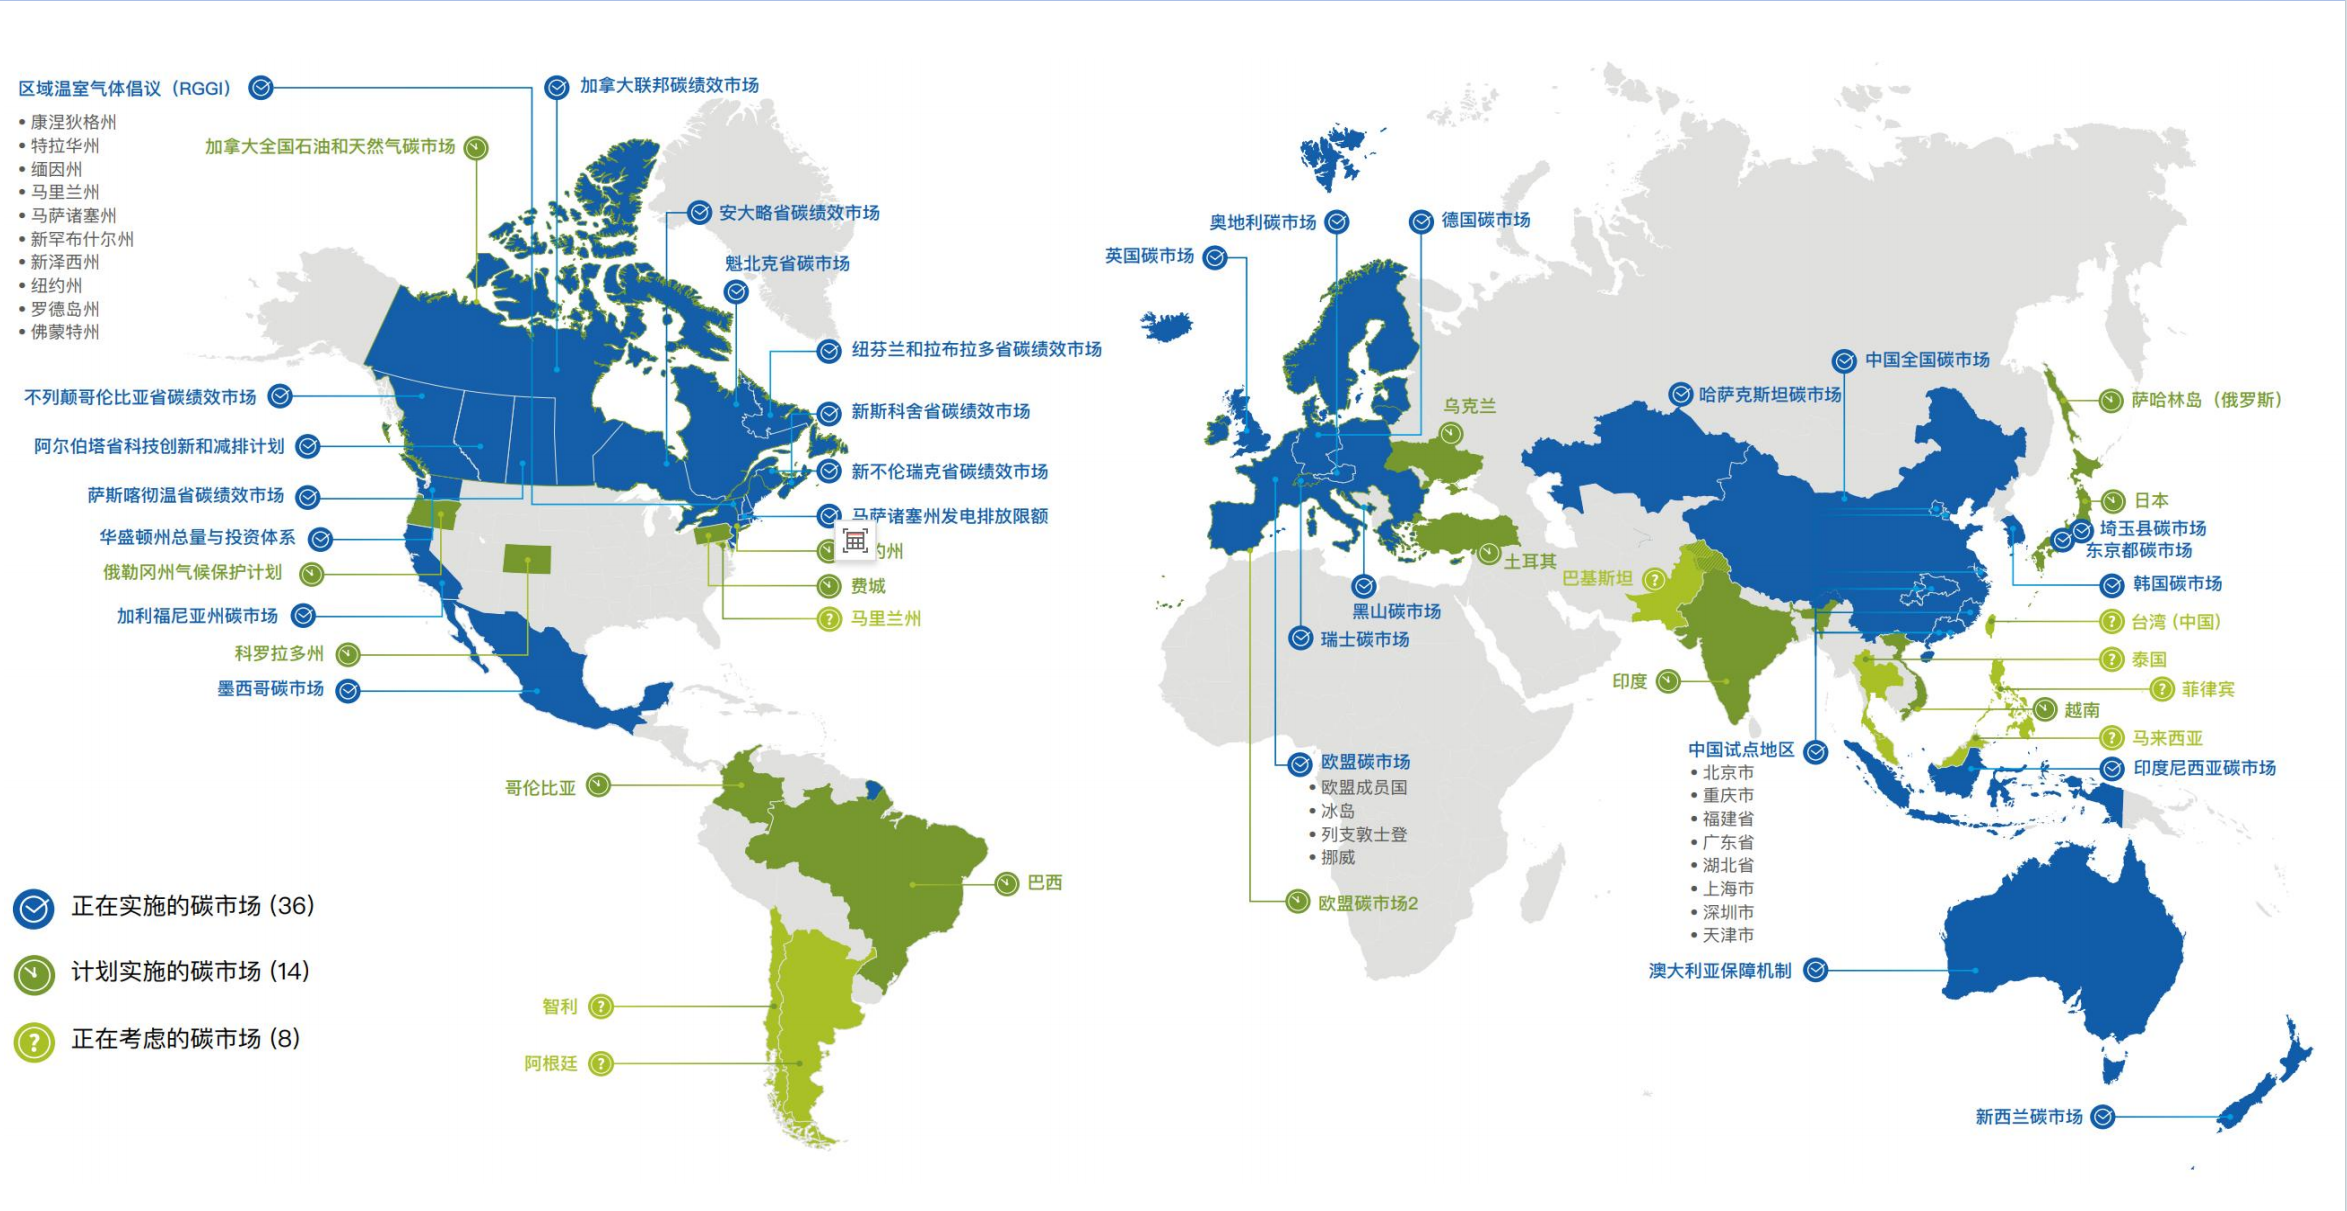 区域温室气体倡议（RGGI）
• 康涅狄格州
• 特拉华州
• 缅因州
• 马里兰州
• 马萨诸塞州
• 新罕布什尔州
• 新泽西州
• 纽约州
• 罗德岛州
• 佛蒙特州
加拿大联邦碳绩效市场
加拿大全国石油和天然气碳市场
安大略省碳绩效市场
魁北克省碳市场
纽芬兰和拉布拉多省碳绩效市场
新斯科舍省碳绩效市场
新不伦瑞克省碳绩效市场
马萨诸塞州发电排放限额
州
费城
马里兰州
不列颠哥伦比亚省碳绩效市场
阿尔伯塔省科技创新和减排计划
萨斯喀彻温省碳绩效市场
华盛顿州总量与投资体系
俄勒冈州气候保护计划
加利福尼亚州碳市场
科罗拉多州
墨西哥碳市场
哥伦比亚
巴西
智利
阿根廷
正在实施的碳市场 (36)
计划实施的碳市场 (14)
正在考虑的碳市场 (8)
奥地利碳市场
德国碳市场
英国碳市场
乌克兰
土耳其
黑山碳市场
瑞士碳市场
欧盟碳市场
• 欧盟成员国
• 冰岛
• 列支敦士登
• 挪威
欧盟碳市场2
中国全国碳市场
哈萨克斯坦碳市场
萨哈林岛（俄罗斯）
日本
埼玉县碳市场
东京都碳市场
韩国碳市场
巴基斯坦
台湾 (中国)
泰国
印度
菲律宾
越南
马来西亚
印度尼西亚碳市场
中国试点地区
• 北京市
• 重庆市
• 福建省
• 广东省
• 湖北省
• 上海市
• 深圳市
• 天津市
澳大利亚保障机制
新西兰碳市场